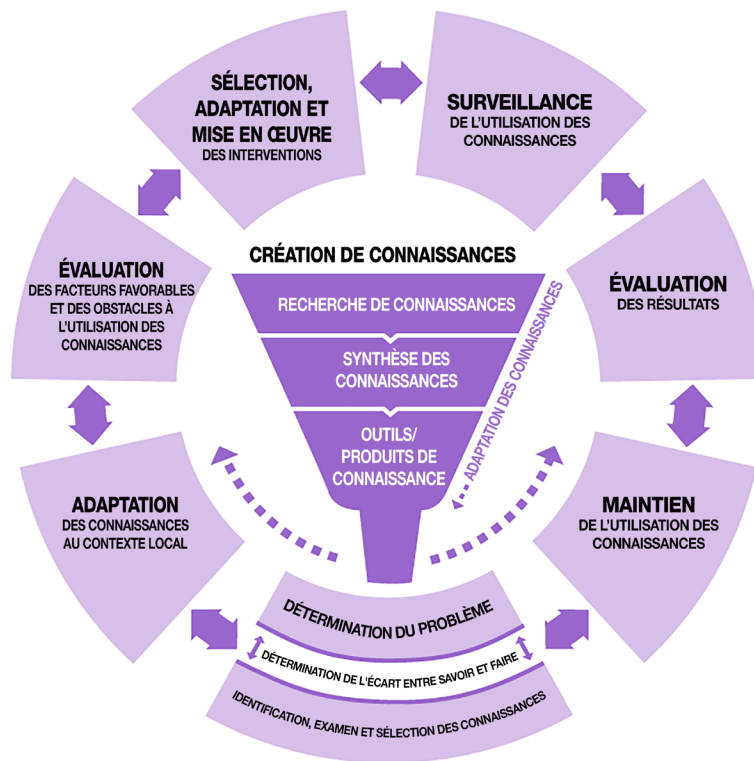 SÉLECTION,
ADAPTATION ET
MISE EN ŒUVRE
DES INTERVENTIONS
SURVEILLANCE
DE L'UTILISATION DES
CONNAISSANCES
ÉVALUATION
DES FACTEURS FAVORABLES
ET DES OBSTACLES À
L'UTILISATION DES
CONNAISSANCES
CRÉATION DE CONNAISSANCES
RECHERCHE DE CONNAISSANCES
SYNTHÈSE DES
CONNAISSANCES
OUTILS/
PRODUITS DE
CONNAISSANCE
ADAPTATION DES CONNAISSANCES
ÉVALUATION
DES RÉSULTATS
ADAPTATION
DES CONNAISSANCES
AU CONTEXTE LOCAL
MAINTIEN
DE L'UTILISATION DES
CONNAISSANCES
DÉTERMINATION DU PROBLÈME
DÉTERMINATION DE L'ÉCART ENTRE SAVOIR ET FAIRE
IDENTIFICATION, EXAMEN ET SÉLECTION DES CONNAISSANCES